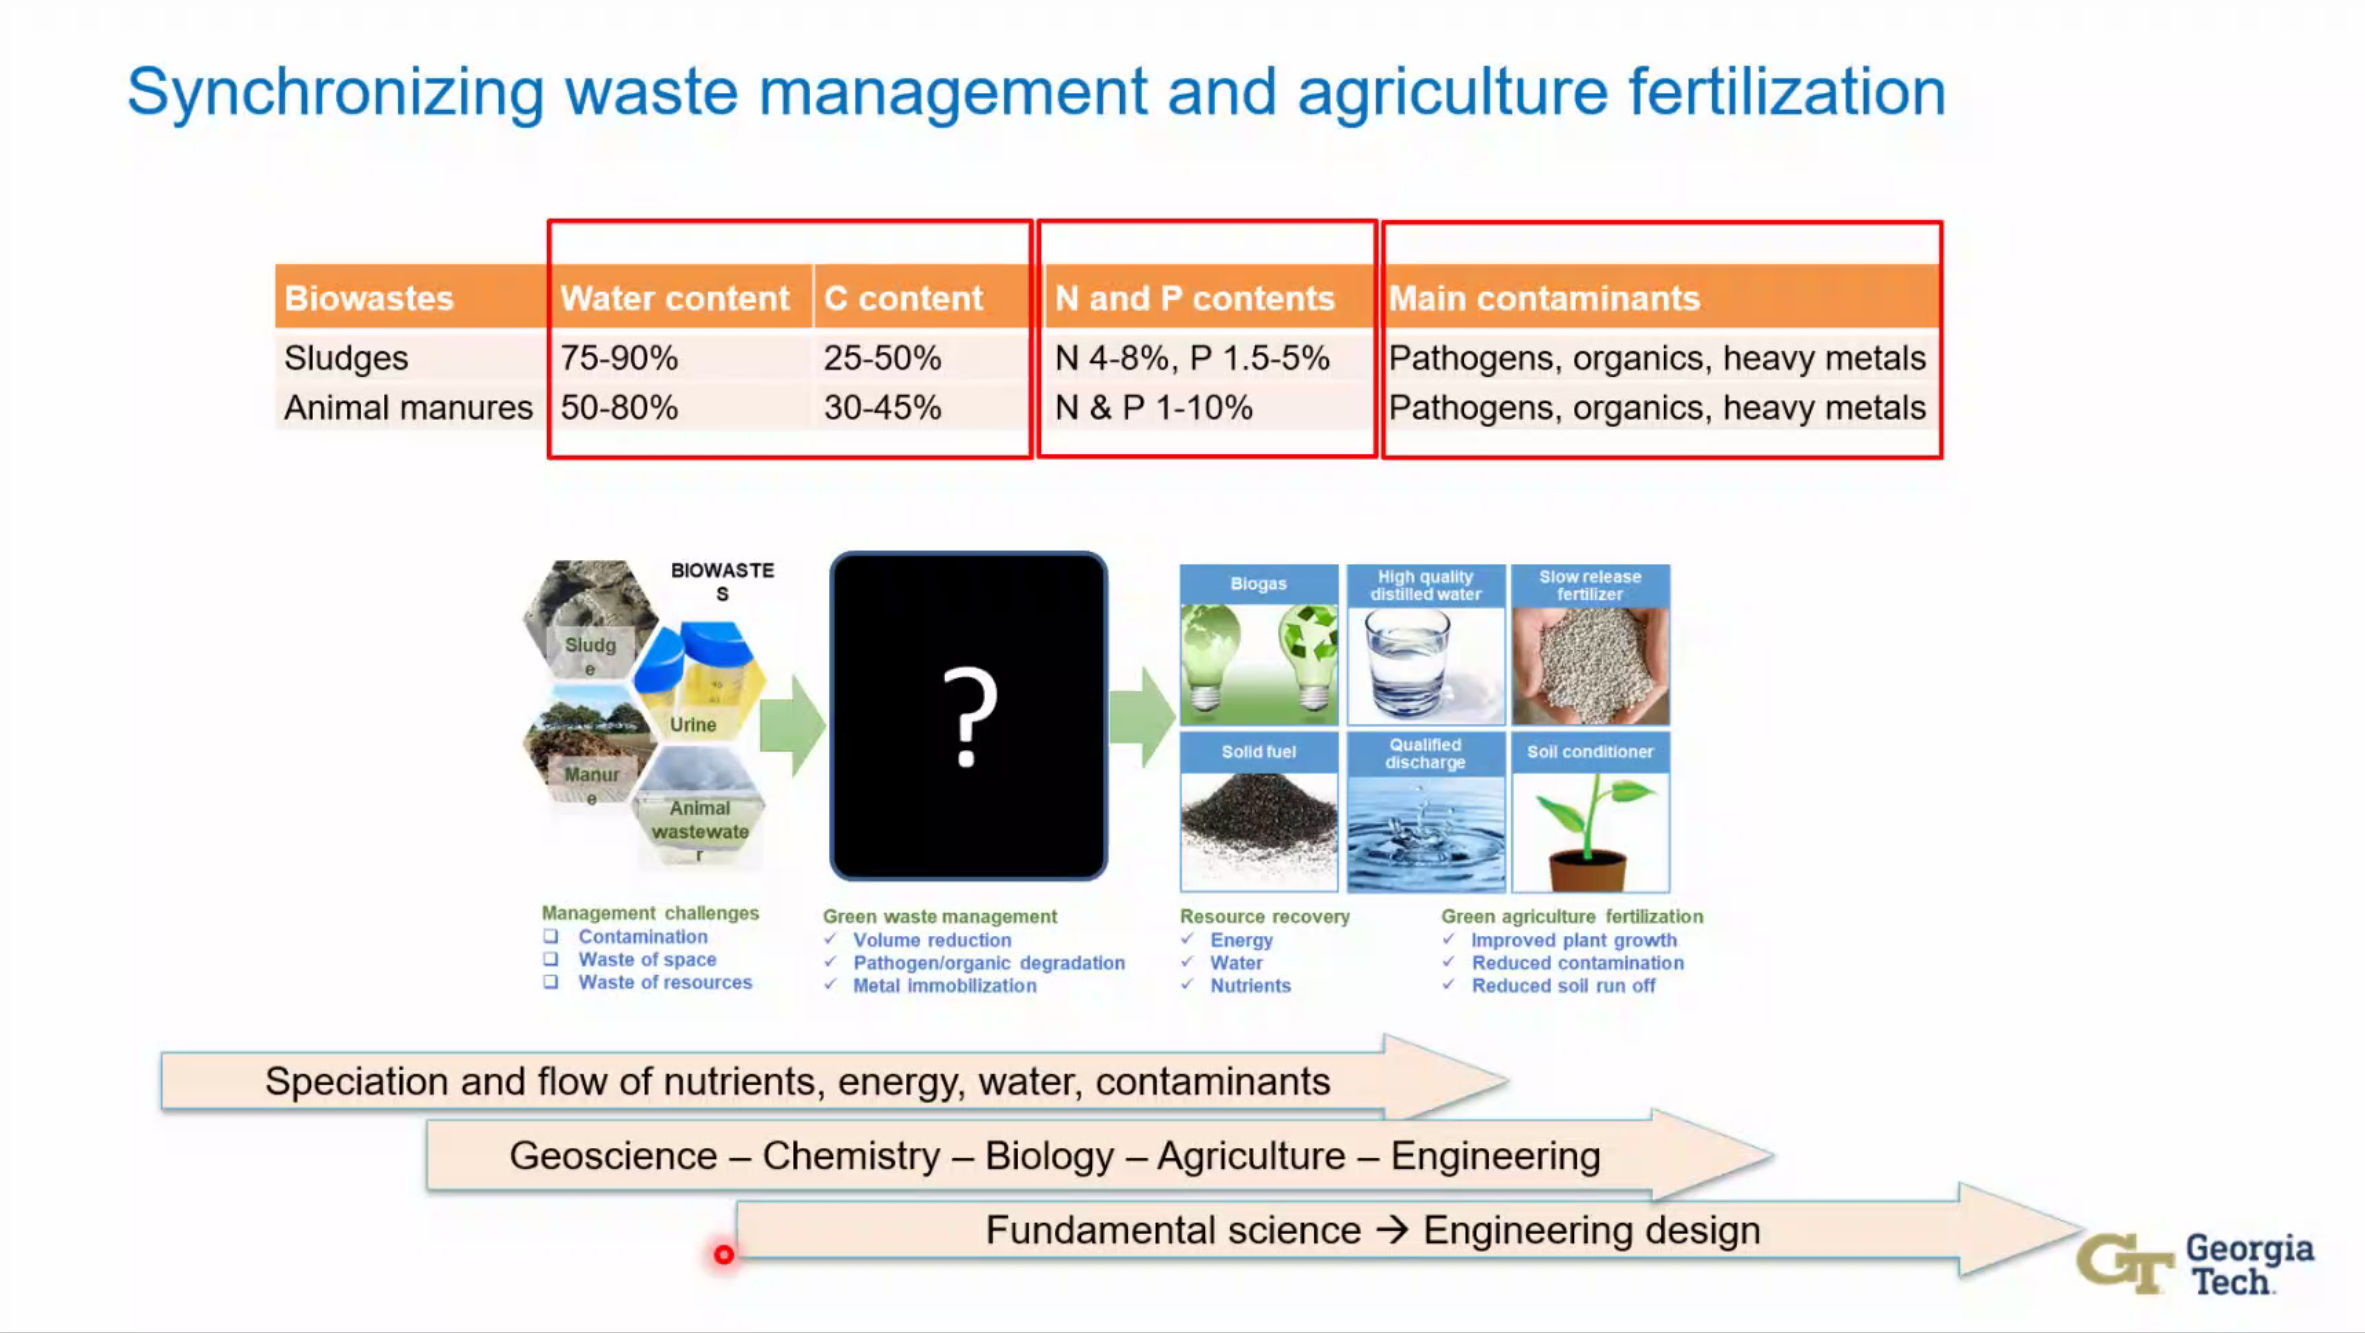 Synchronizing waste management and agriculture fertilization
Biowastes Water content C content N and P contents Main contaminants
Sludges 75-90% 25-50% N 4-8%, P 1.5-5% Pathogens, organics, heavy metals
Animal manures 50-80% 30-45% N & P 1-10% Pathogens, organics, heavy metals
BIOWASTE
S
Sludg
e
Urine
Manur
e
Animal
wastewate
r
?
Biogas
High quality
distilled water
Slow release
fertilizer
Solid fuel
Qualified
discharge
Soil conditioner
Management challenges
❑ Contamination
❑ Waste of space
❑ Waste of resources
Green waste management
✓ Volume reduction
✓ Pathogen/organic degradation
✓ Metal immobilization
Resource recovery
✓ Energy
✓ Water
✓ Nutrients
Green agriculture fertilization
✓ Improved plant growth
✓ Reduced contamination
✓ Reduced soil run off
Speciation and flow of nutrients, energy, water, contaminants
Geoscience – Chemistry – Biology – Agriculture – Engineering
Fundamental science → Engineering design
GT Georgia
Tech.